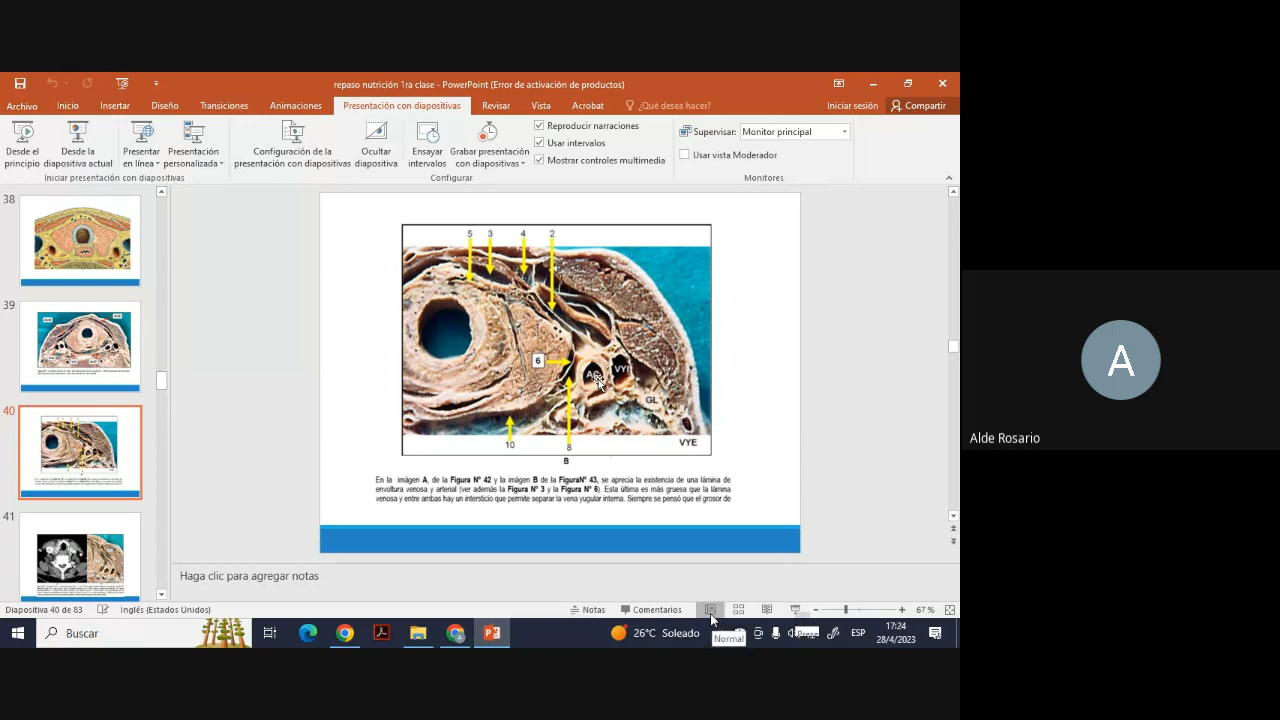 repaso nutrición 1ra clase - PowerPoint (Error de activación de productos)
Archivo Inicio Insertar Diseño Transiciones Animaciones Presentación con diapositivas Revisar Vista Acrobat ¿Qué desea hacer? Iniciar sesión Compartir
Desde el principio
Desde la diapositiva actual
Presentar en línea
Presentación personalizada
Configuración de la presentación con diapositivas
Ocultar diapositiva
Ensayar intervalos
Grabar presentación con diapositivas
Reproducir narraciones
Usar intervalos
Mostrar controles multimedia
Supervisar: Monitor principal
Usar vista Moderador
Iniciar presentación con diapositivas
Configurar
Monitores
38
39
40
41
5 3 4 2
6
AC
VYI
GL
10
8
VYE
B
En la imágen A, de la Figura Nº 42 y la imágen B de la FiguraNº 43, se aprecia la existencia de una lámina de
envoltura venosa y arterial (ver además la Figura N° 3 y la Figura N° 6). Esta última es más gruesa que la lámina
venosa y entre ambas hay un intersticio que permite separar la vena yugular interna. Siempre se pensó que el grosor de
Haga clic para agregar notas
Diapositiva 40 de 83 Inglés (Estados Unidos) Notas Comentarios 67 %
Normal
Buscar
26°C Soleado
ESP
17:24
28/4/2023
A
Alde Rosario